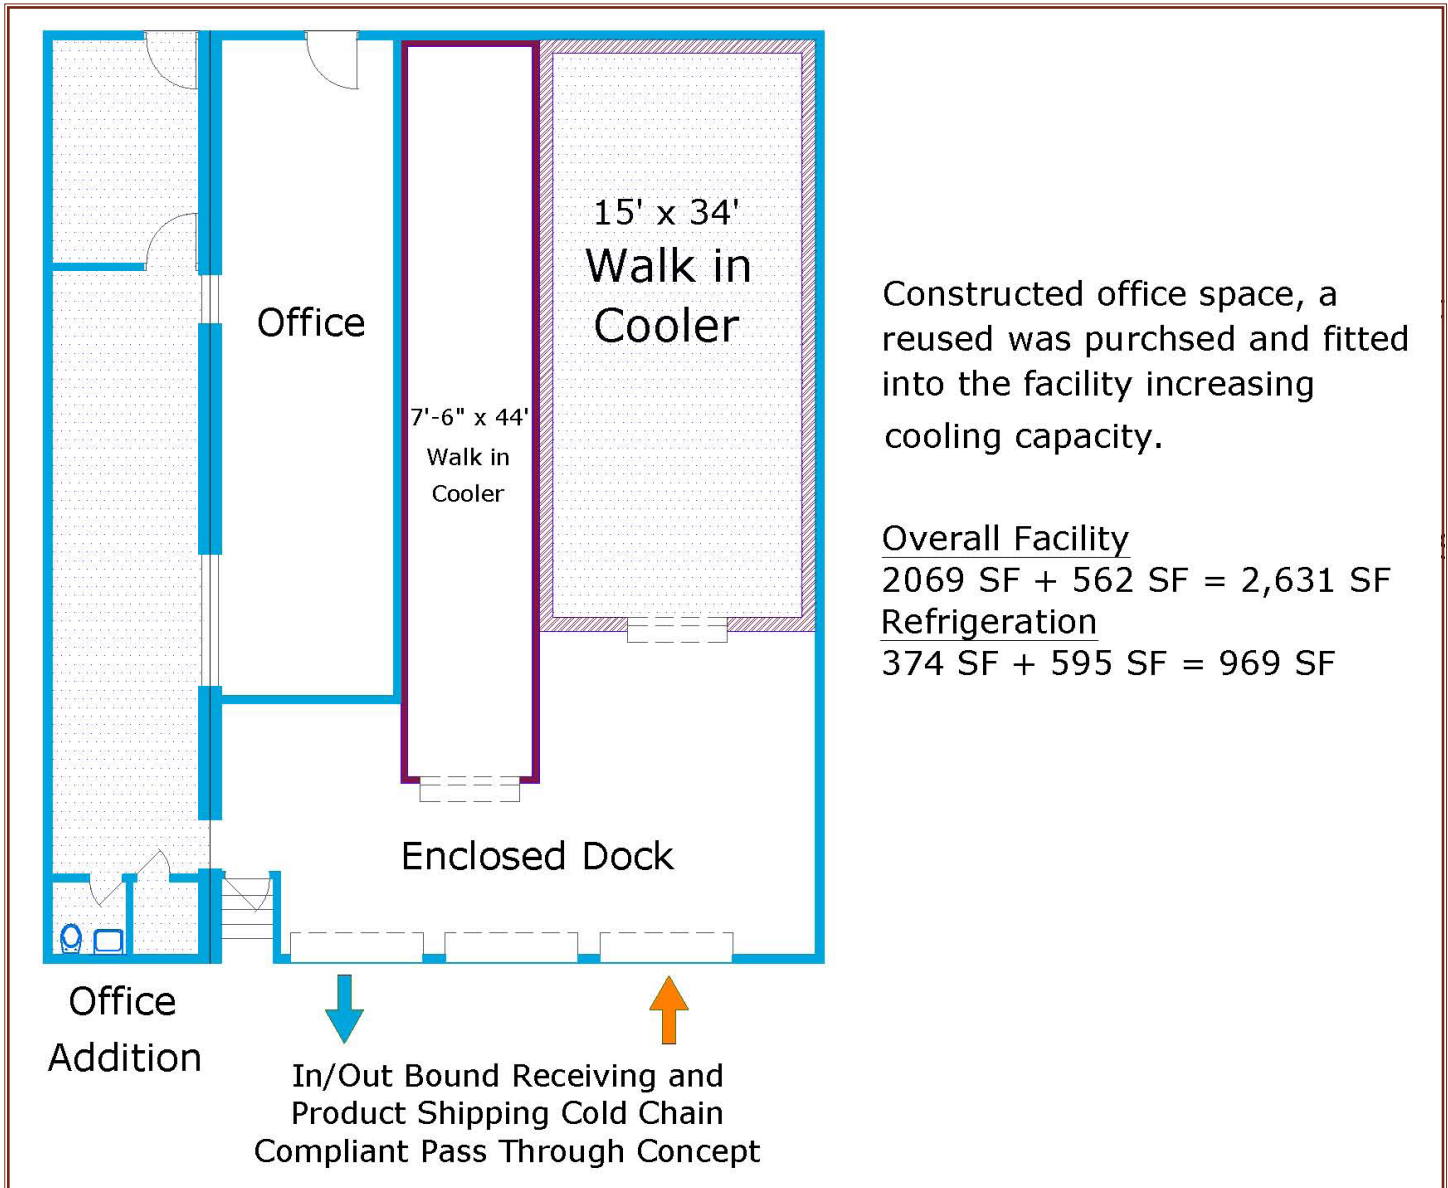 15' x 34'
Walk in
Cooler
Office
7'-6" x 44'
Walk in
Cooler
Constructed office space, a
reused was purchsed and fitted
into the facility increasing
cooling capacity.
Overall Facility
2069 SF + 562 SF = 2,631 SF
Refrigeration
374 SF + 595 SF = 969 SF
Enclosed Dock
Office
Addition
In/Out Bound Receiving and
Product Shipping Cold Chain
Compliant Pass Through Concept